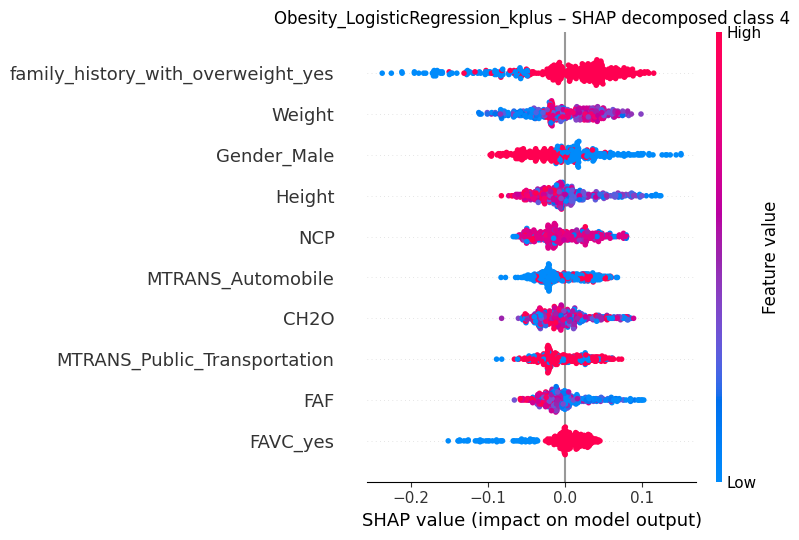 Obesity_LogisticRegression_kplus – SHAP decomposed class 4
High
family_history_with_overweight_yes
Weight
Gender_Male
Height
NCP
MTRANS_Automobile
CH2O
MTRANS_Public_Transportation
FAF
FAVC_yes
Feature value
Low
−0.2 −0.1 0.0 0.1
SHAP value (impact on model output)